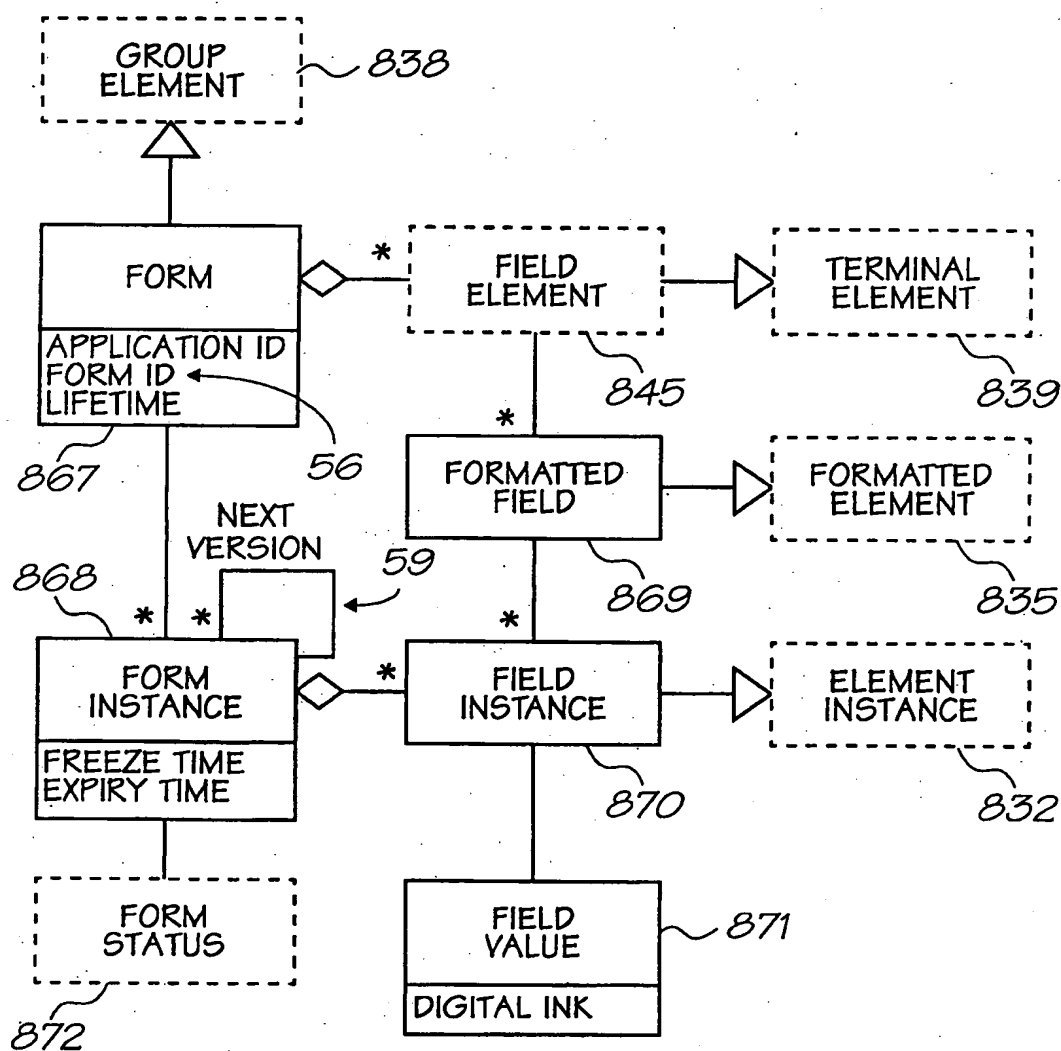 GROUP
ELEMENT
838
FORM
*
FIELD
ELEMENT
TERMINAL
ELEMENT
APPLICATION ID
FORM ID
LIFETIME
845
839
867
56
*
FORMATTED
FIELD
FORMATTED
ELEMENT
NEXT
VERSION
59
868
869
835
*
*
*
FORM
INSTANCE
*
FIELD
INSTANCE
ELEMENT
INSTANCE
FREEZE TIME
EXPIRY TIME
870
832
FORM
STATUS
FIELD
VALUE
871
DIGITAL INK
872